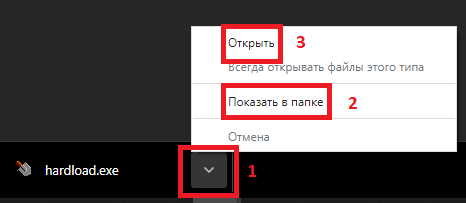 Открыть 3
Всегда открывать файлы этого типа
Показать в папке 2
Отмена
hardload.exe 1